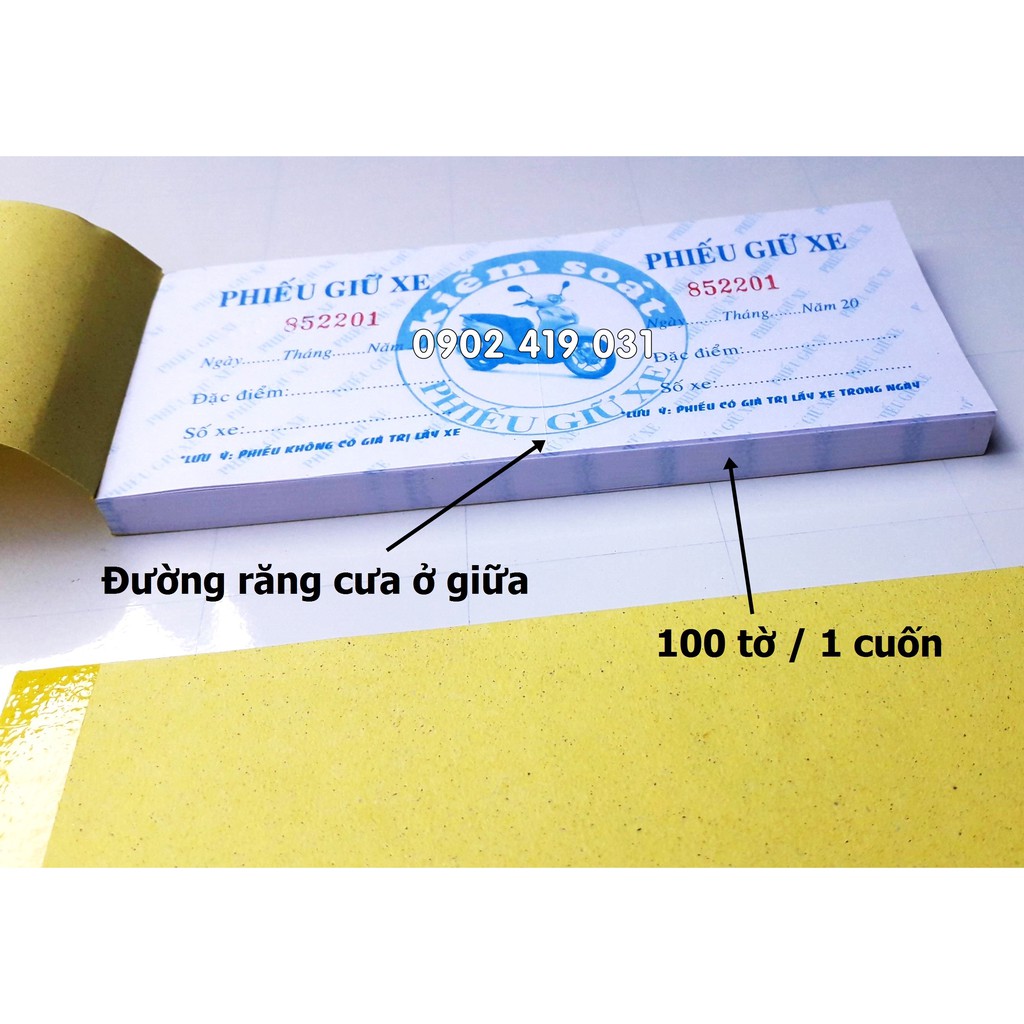 PHIẾU GIỮ XE
852201
Ngày.......Tháng.......Năm
Đặc điểm:
Số xe:
*LƯU Ý: PHIẾU KHÔNG CÓ GIÁ TRỊ LẤY XE
kiểm soát
0902 419 031
PHIẾU GIỮ XE
PHIẾU GIỮ XE
852201
Ngày.......Tháng.......Năm 20
Đặc điểm:
Số xe:
*LƯU Ý: PHIẾU CÓ GIÁ TRỊ LẤY XE TRONG NGÀY
Đường răng cưa ở giữa
100 tờ / 1 cuốn